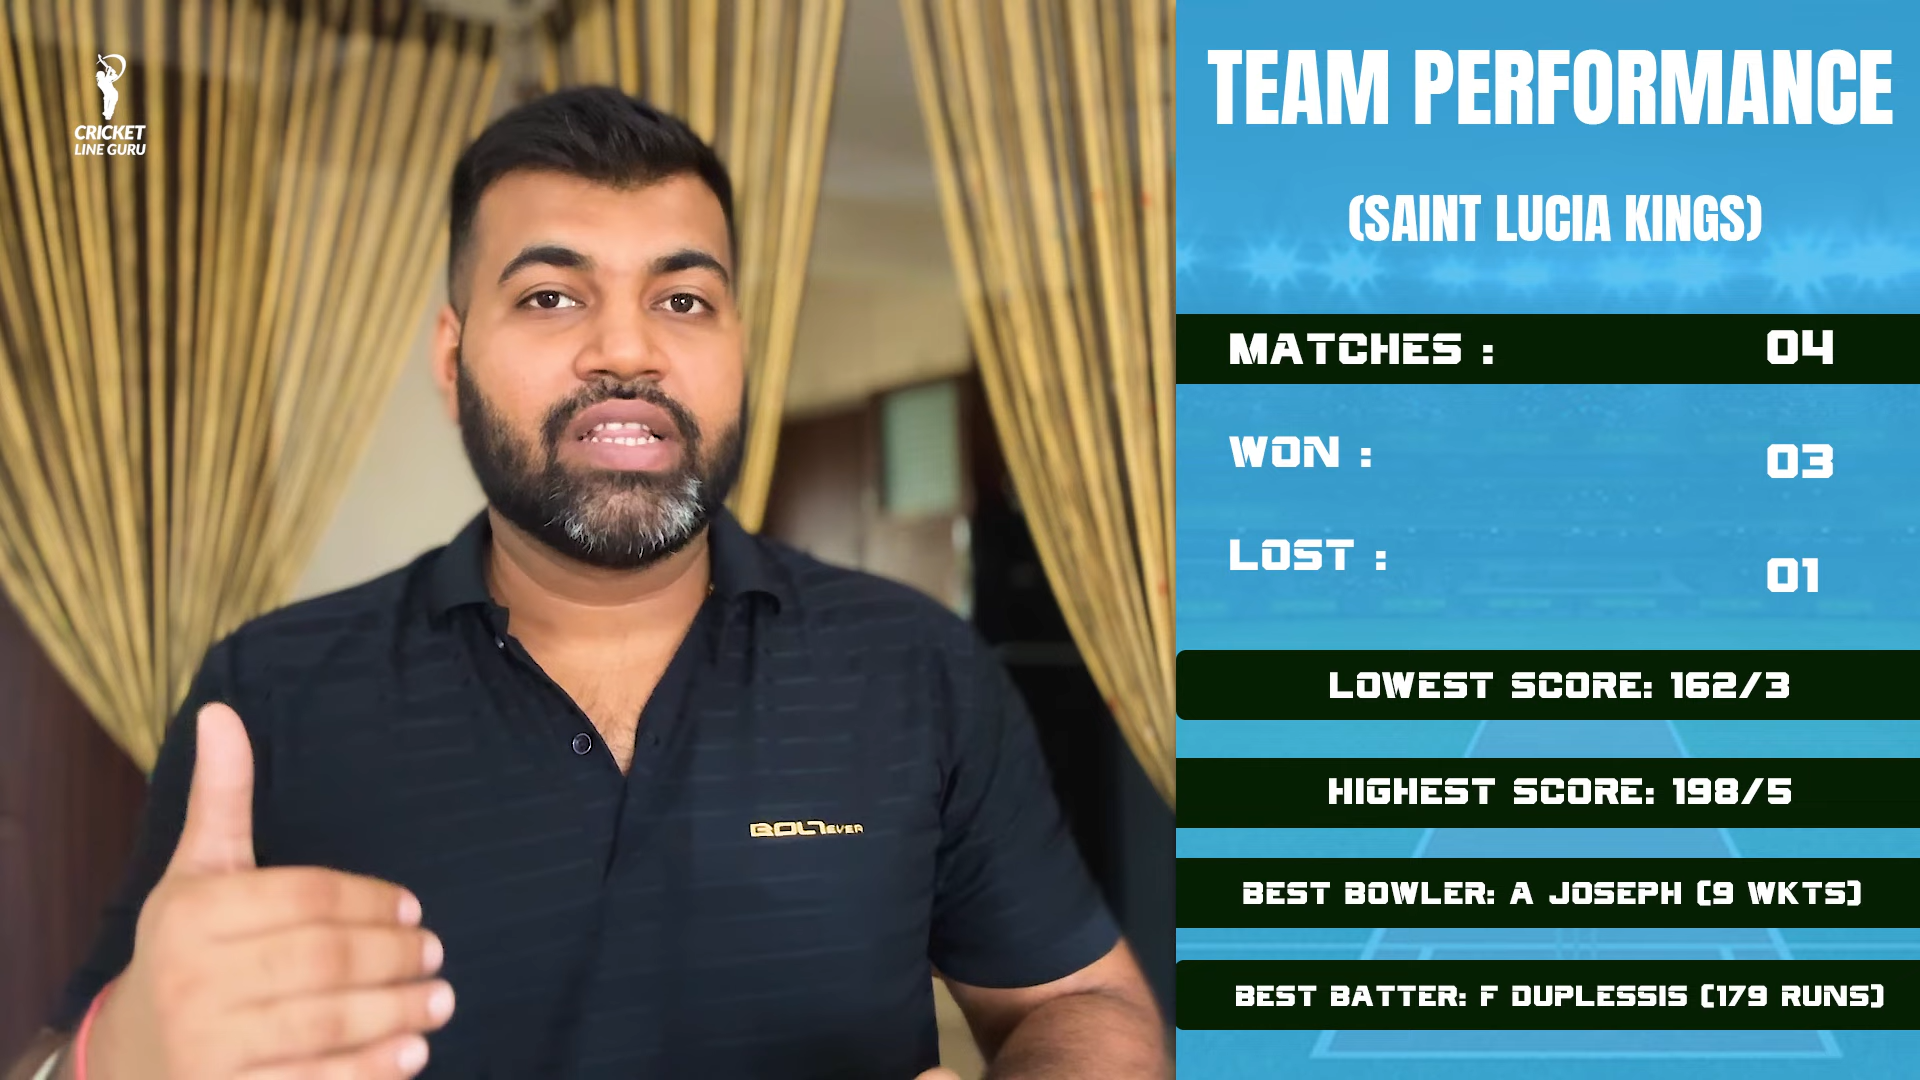 CRICKET
LINE GURU
TEAM PERFORMANCE
(SAINT LUCIA KINGS)
MATCHES : 04
WON : 03
LOST : 01
LOWEST SCORE: 162/3
HIGHEST SCORE: 198/5
BEST BOWLER: A JOSEPH (9 WKTS)
BEST BATTER: F DUPLESSIS (179 RUNS)
BOLTEVER